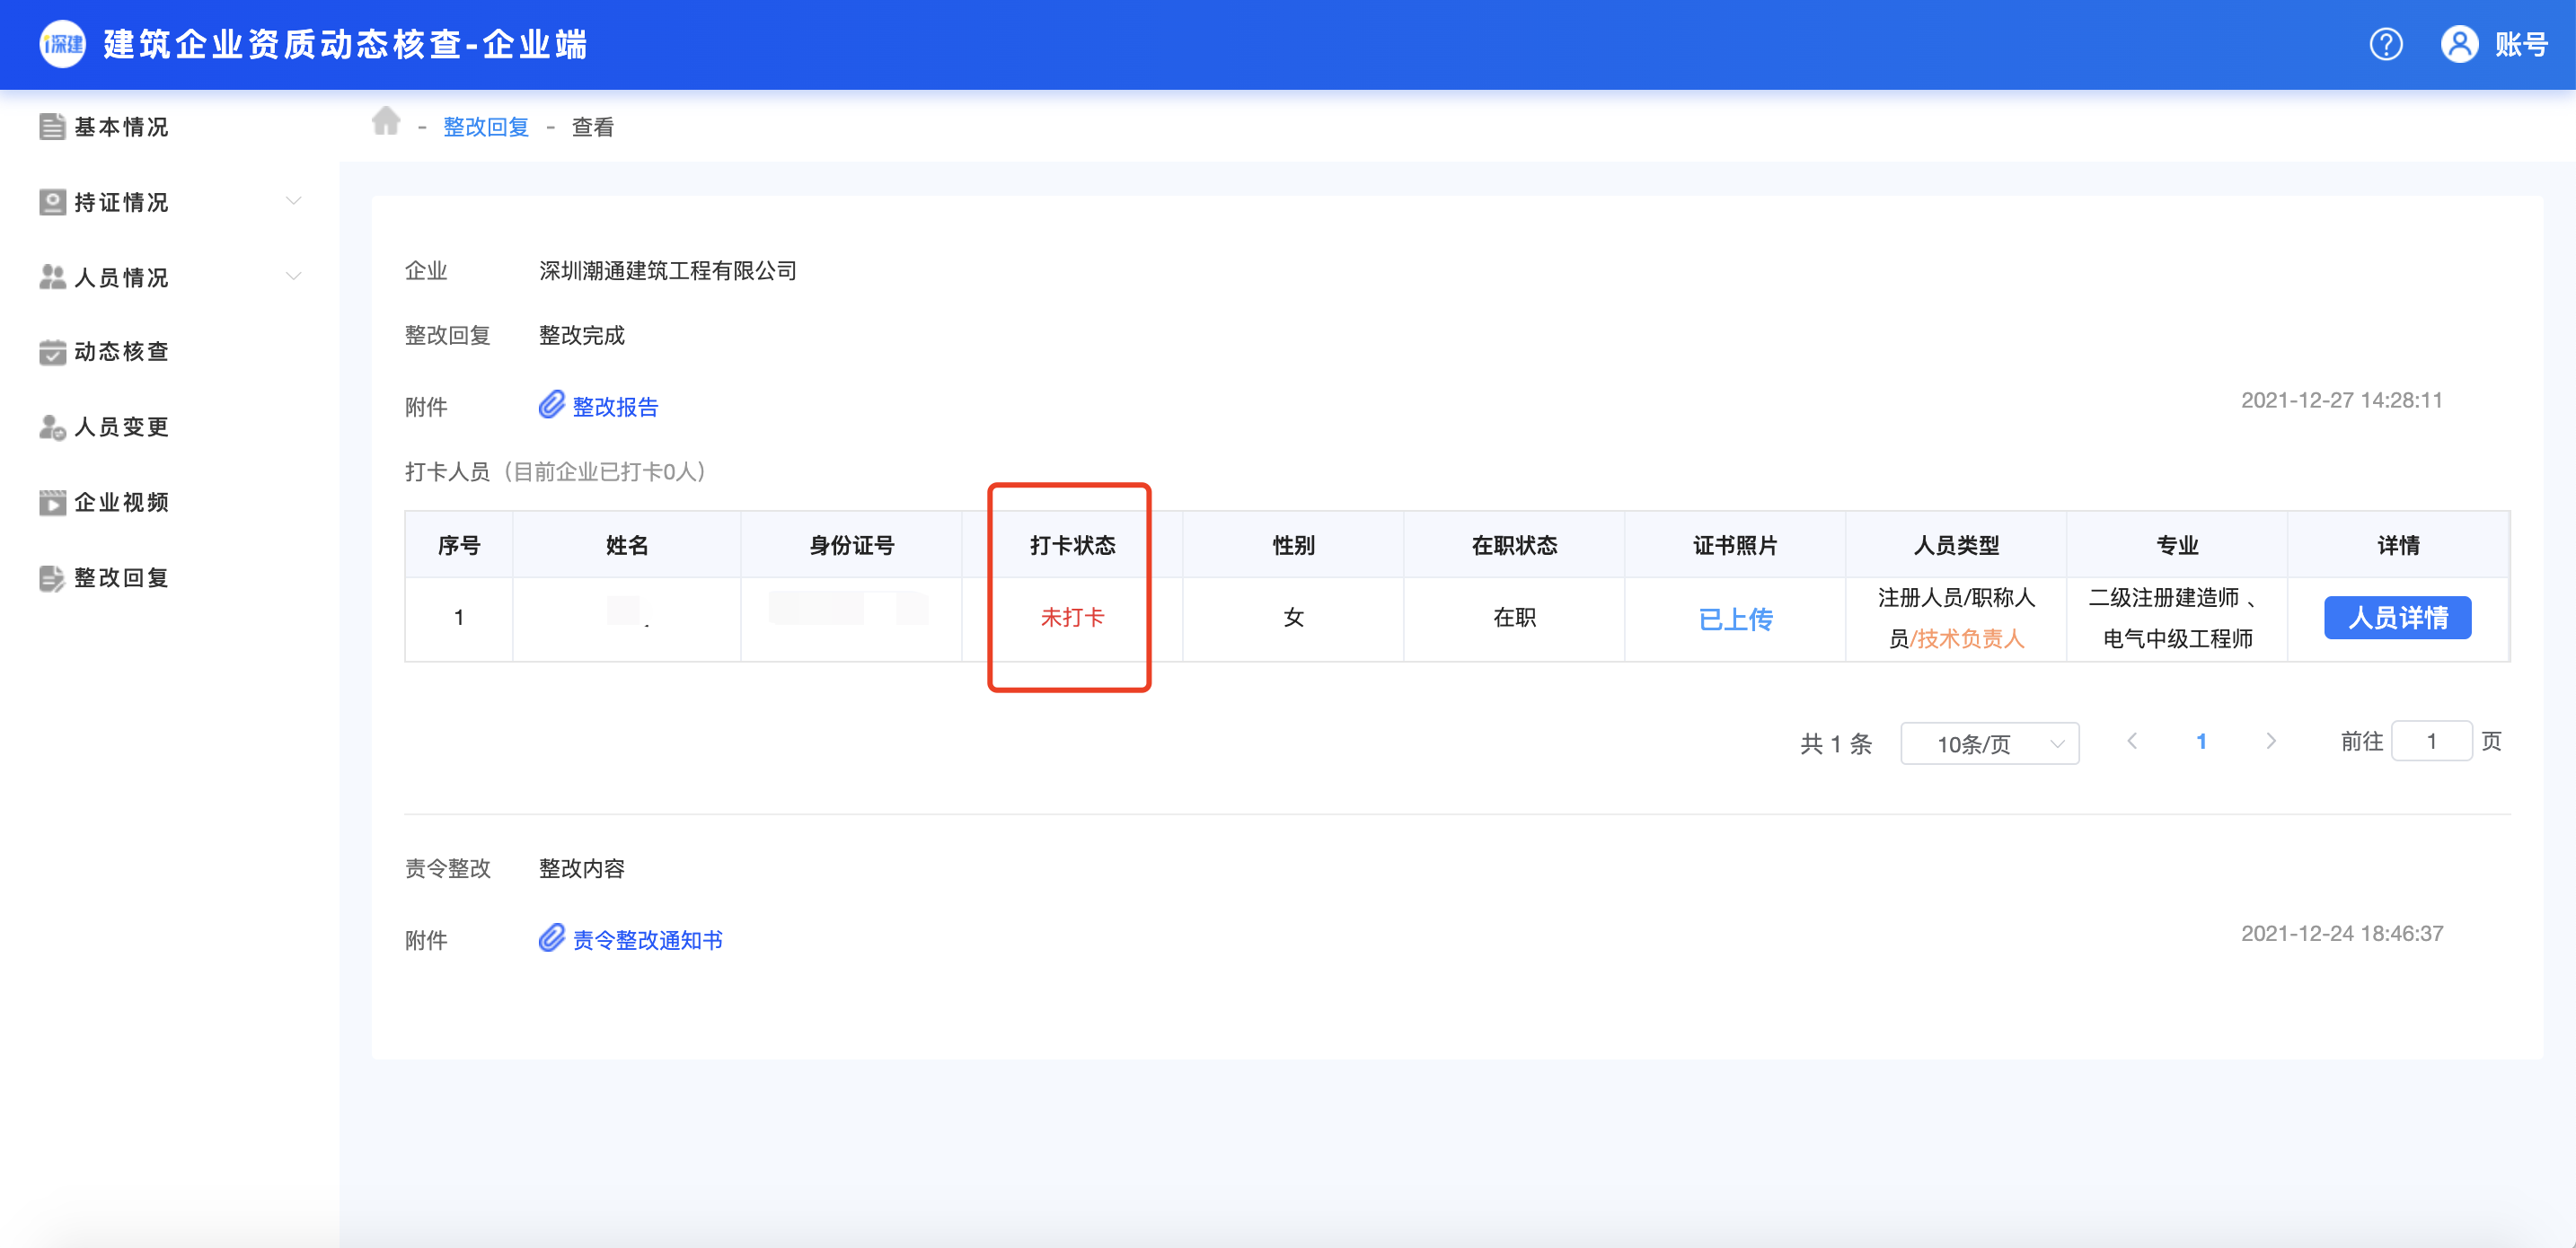 i深建 建筑企业资质动态核查-企业端
账号
基本情况
持证情况
人员情况
动态核查
人员变更
企业视频
整改回复
- 整改回复 - 查看
企业 深圳潮通建筑工程有限公司
整改回复 整改完成
附件 整改报告 2021-12-27 14:28:11
打卡人员（目前企业已打卡0人）
序号 姓名 身份证号 打卡状态 性别 在职状态 证书照片 人员类型 专业 详情
1 未打卡 女 在职 已上传 注册人员/职称人 二级注册建造师 、 人员详情
员/技术负责人 电气中级工程师
共 1 条 10条/页 1 前往 1 页
责令整改 整改内容
附件 责令整改通知书 2021-12-24 18:46:37